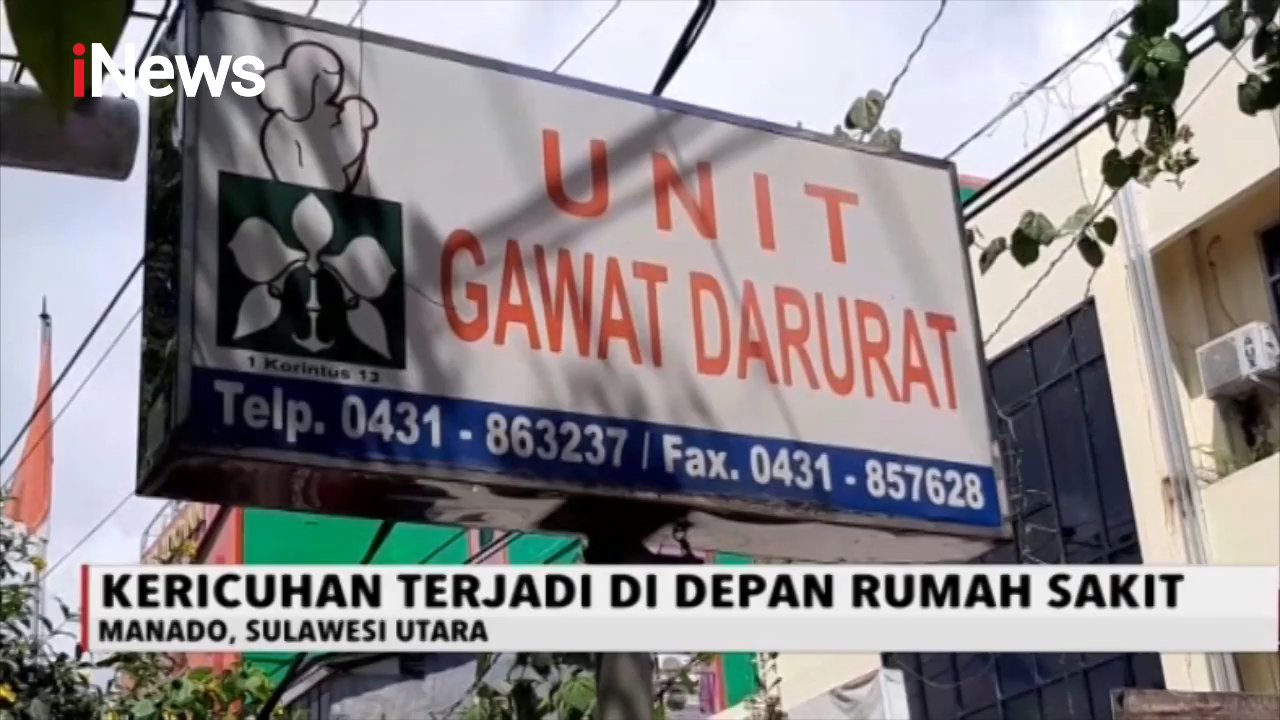 iNews
UNIT
GAWAT DARURAT
1 Korintus 13
Telp. 0431 - 863237 / Fax. 0431 - 857628
KERICUHAN TERJADI DI DEPAN RUMAH SAKIT
MANADO, SULAWESI UTARA